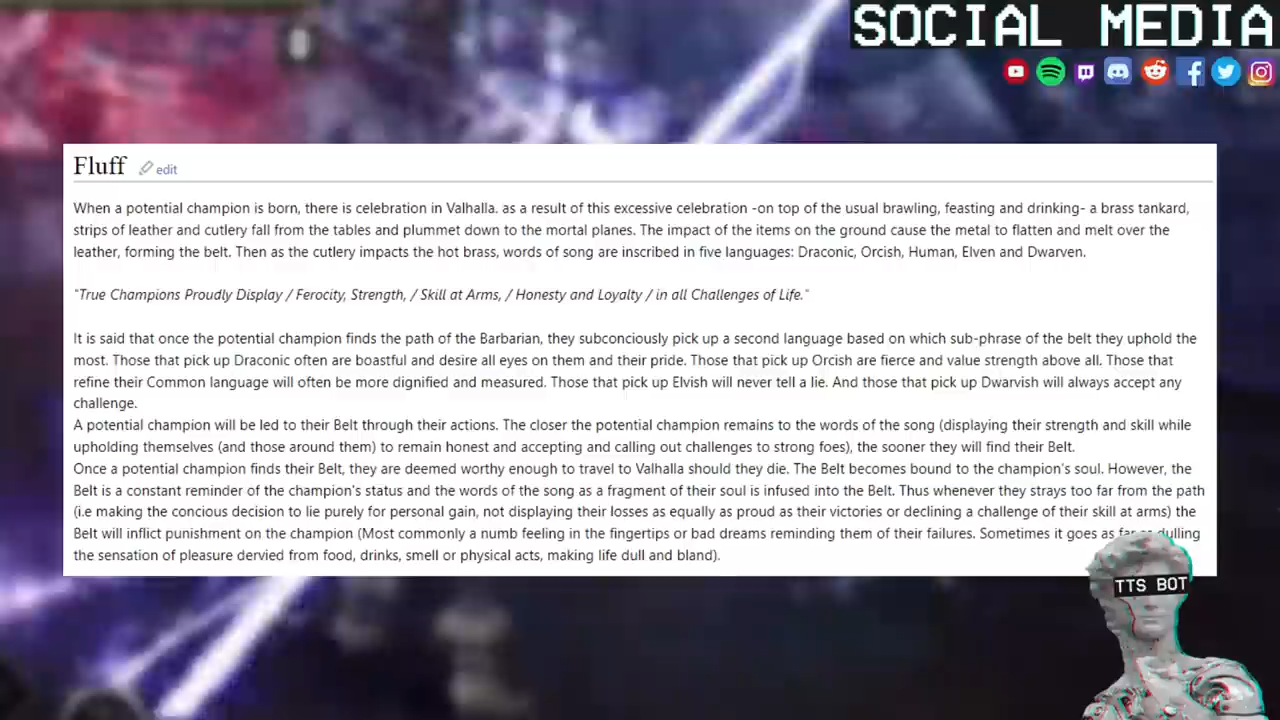 SOCIAL MEDIA
Fluff edit
When a potential champion is born, there is celebration in Valhalla. as a result of this excessive celebration -on top of the usual brawling, feasting and drinking- a brass tankard,
strips of leather and cutlery fall from the tables and plummet down to the mortal planes. The impact of the items on the ground cause the metal to flatten and melt over the
leather, forming the belt. Then as the cutlery impacts the hot brass, words of song are inscribed in five languages: Draconic, Orcish, Human, Elven and Dwarven.
"True Champions Proudly Display / Ferocity, Strength, / Skill at Arms, / Honesty and Loyalty / in all Challenges of Life."
It is said that once the potential champion finds the path of the Barbarian, they subconciously pick up a second language based on which sub-phrase of the belt they uphold the
most. Those that pick up Draconic often are boastful and desire all eyes on them and their pride. Those that pick up Orcish are fierce and value strength above all. Those that
refine their Common language will often be more dignified and measured. Those that pick up Elvish will never tell a lie. And those that pick up Dwarvish will always accept any
challenge.
A potential champion will be led to their Belt through their actions. The closer the potential champion remains to the words of the song (displaying their strength and skill while
upholding themselves (and those around them) to remain honest and accepting and calling out challenges to strong foes), the sooner they will find their Belt.
Once a potential champion finds their Belt, they are deemed worthy enough to travel to Valhalla should they die. The Belt becomes bound to the champion's soul. However, the
Belt is a constant reminder of the champion's status and the words of the song as a fragment of their soul is infused into the Belt. Thus whenever they strays too far from the path
(i.e making the concious decision to lie purely for personal gain, not displaying their losses as equally as proud as their victories or declining a challenge of their skill at arms) the
Belt will inflict punishment on the champion (Most commonly a numb feeling in the fingertips or bad dreams reminding them of their failures. Sometimes it goes as far as dulling
the sensation of pleasure dervied from food, drinks, smell or physical acts, making life dull and bland).
TTS BOT